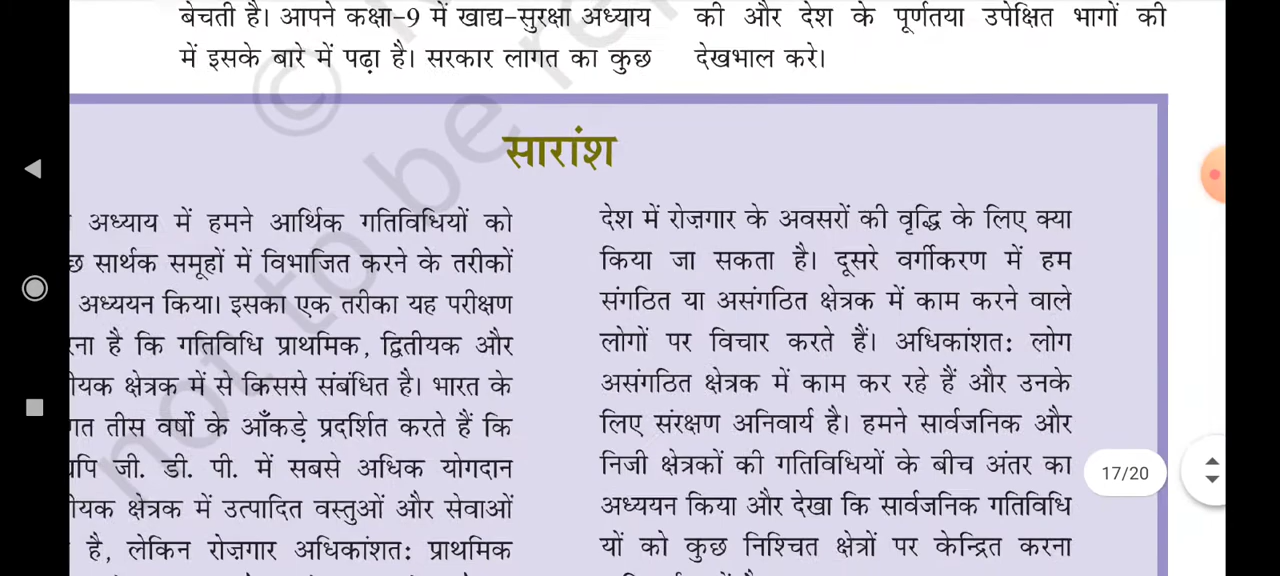 बेचती है। आपने कक्षा-9 में खाद्य-सुरक्षा अध्याय
में इसके बारे में पढ़ा है। सरकार लागत का कुछ
की और देश के पूर्णतया उपेक्षित भागों की
देखभाल करे।
सारांश
अध्याय में हमने आर्थिक गतिविधियों को
सार्थक समूहों में विभाजित करने के तरीकों
अध्ययन किया। इसका एक तरीका यह परीक्षण
है कि गतिविधि प्राथमिक, द्वितीयक और
क्षेत्रक में से किससे संबंधित है। भारत के
तीस वर्षों के आँकड़े प्रदर्शित करते हैं कि
जी. डी. पी. में सबसे अधिक योगदान
क्षेत्रक में उत्पादित वस्तुओं और सेवाओं
है, लेकिन रोज़गार अधिकांशत: प्राथमिक
देश में रोज़गार के अवसरों की वृद्धि के लिए क्या
किया जा सकता है। दूसरे वर्गीकरण में हम
संगठित या असंगठित क्षेत्रक में काम करने वाले
लोगों पर विचार करते हैं। अधिकांशत: लोग
असंगठित क्षेत्रक में काम कर रहे हैं और उनके
लिए संरक्षण अनिवार्य है। हमने सार्वजनिक और
निजी क्षेत्रकों की गतिविधियों के बीच अंतर का
अध्ययन किया और देखा कि सार्वजनिक गतिविधि
यों को कुछ निश्चित क्षेत्रों पर केन्द्रित करना
17/20
not to be re